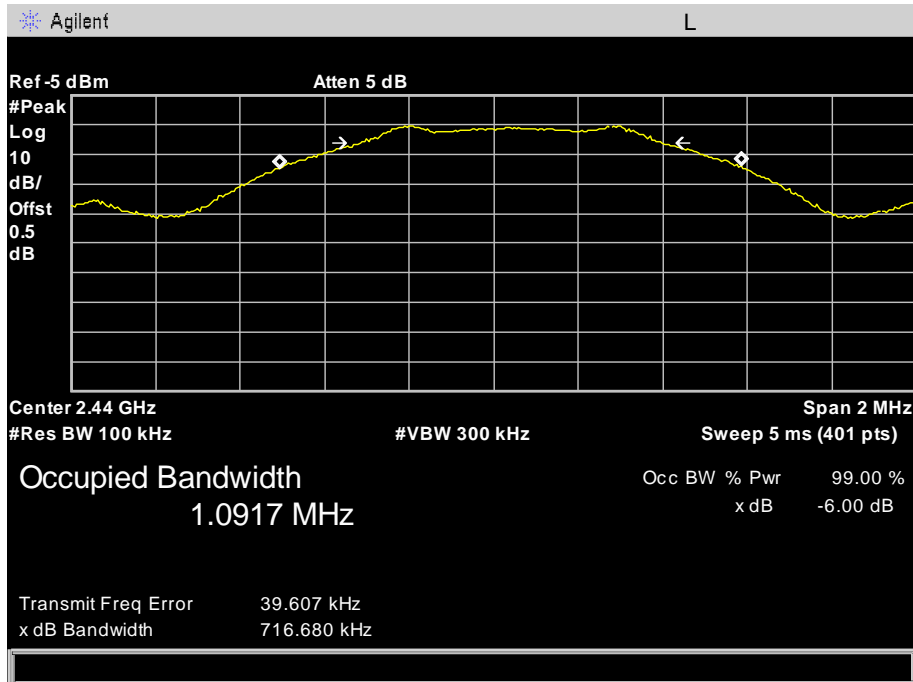 Agilent L
Ref -5 dBm Atten 5 dB
#Peak
Log
10
dB/
Offst
0.5
dB
Center 2.44 GHz Span 2 MHz
#Res BW 100 kHz #VBW 300 kHz Sweep 5 ms (401 pts)
Occupied Bandwidth Occ BW % Pwr 99.00 %
1.0917 MHz x dB -6.00 dB
Transmit Freq Error 39.607 kHz
x dB Bandwidth 716.680 kHz